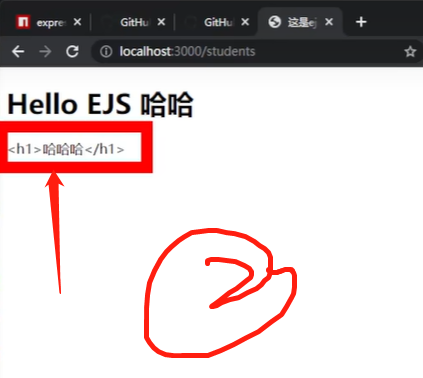 expre
GitHu
GitHu
这是ej
localhost:3000/students
Hello EJS 哈哈
<h1>哈哈哈</h1>
2